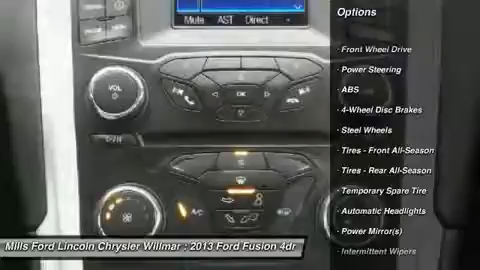 Mute AST Direct
Options
· Front Wheel Drive
· Power Steering
VOL
OK
· ABS
· 4-Wheel Disc Brakes
· Steel Wheels
· Tires - Front All-Season
· Tires - Rear All-Season
· Temporary Spare Tire
A/C
· Automatic Headlights
· Power Mirror(s)
Mills Ford Lincoln Chrysler Willmar : 2013 Ford Fusion 4dr
· Intermittent Wipers